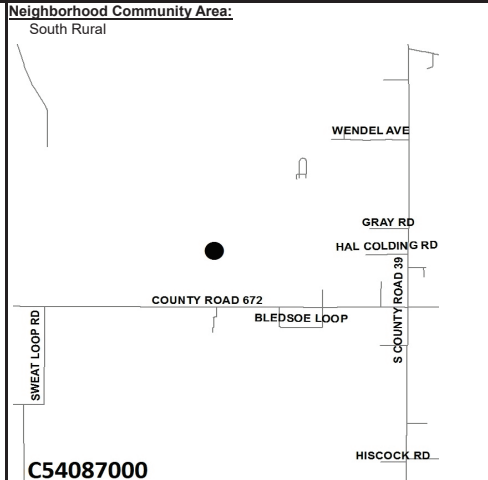 Neighborhood Community Area:
South Rural
WENDEL AVE
GRAY RD
HAL COLDING RD
S COUNTY ROAD 39
COUNTY ROAD 672
BLEDSOE LOOP
SWEAT LOOP RD
HISCOCK RD
C54087000